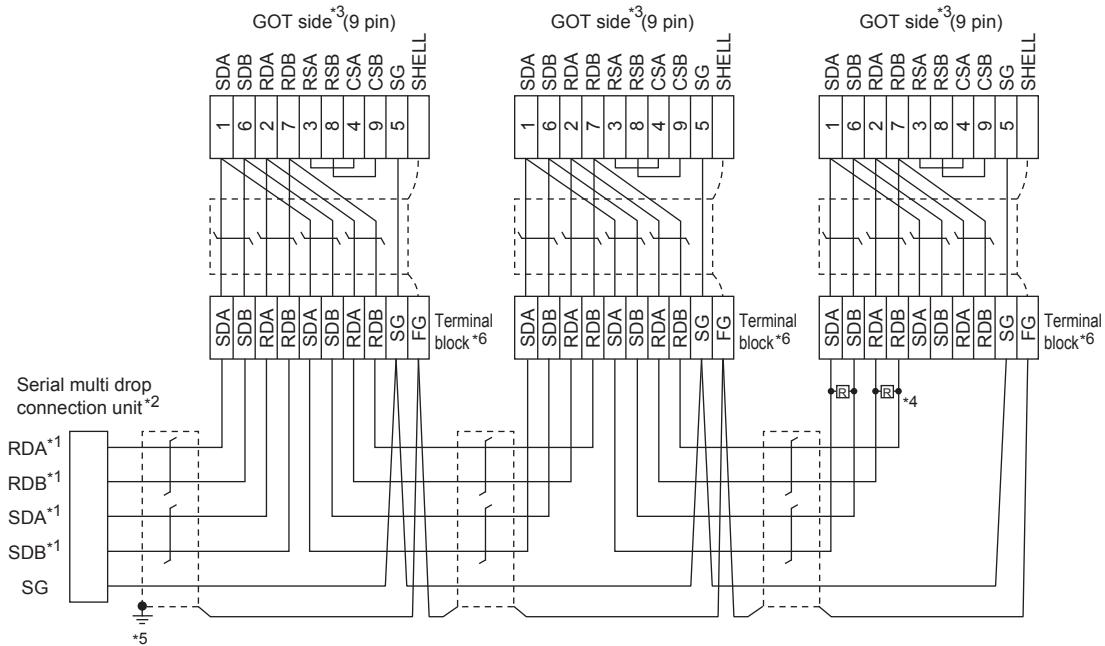 GOT side*3(9 pin) GOT side*3(9 pin) GOT side*3(9 pin)
SDA SDB RDA RDB RSA RSB CSA CSB SG SHELL SDA SDB RDA RDB RSA RSB CSA CSB SG SHELL SDA SDB RDA RDB RSA RSB CSA CSB SG SHELL
1 6 2 7 3 8 4 9 5 1 6 2 7 3 8 4 9 5 1 6 2 7 3 8 4 9 5
SDA SDB RDA RDB SDA SDB RDA RDB SG FG
Terminal
block*6
SDA SDB RDA RDB SDA SDB RDA RDB SG FG
Terminal
block*6
SDA SDB RDA RDB SDA SDB RDA RDB SG FG
Terminal
block*6
R R *4
Serial multi drop
connection unit*2
RDA*1
RDB*1
SDA*1
SDB*1
SG
*5